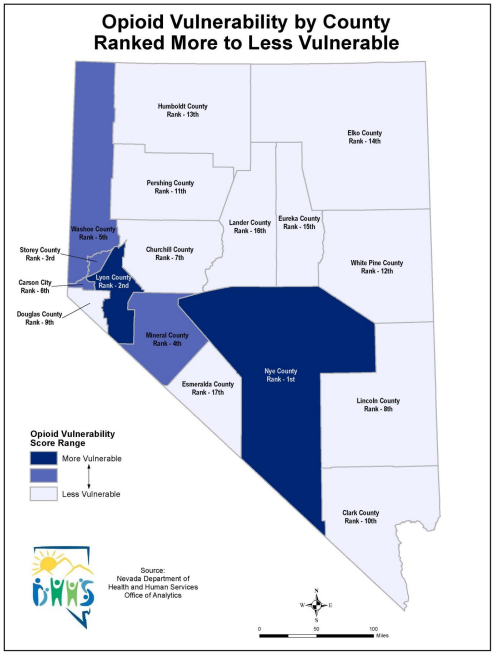 Opioid Vulnerability by County
Ranked More to Less Vulnerable
Humboldt County
Rank - 13th
Elko County
Rank - 14th
Pershing County
Rank - 11th
Lander County
Rank - 16th
Eureka County
Rank - 15th
Washoe County
Rank - 5th
Churchill County
Rank - 7th
Storey County
Rank - 3rd
White Pine County
Rank - 12th
Lyon County
Rank - 2nd
Carson City
Rank - 6th
Douglas County
Rank - 9th
Mineral County
Rank - 4th
Nye County
Rank - 1st
Esmeralda County
Rank - 17th
Lincoln County
Rank - 8th
Clark County
Rank - 10th
Opioid Vulnerability
Score Range
More Vulnerable
Less Vulnerable
DHHS
Source:
Nevada Department of
Health and Human Services
Office of Analytics
N
W
E
S
0
50
100
Miles